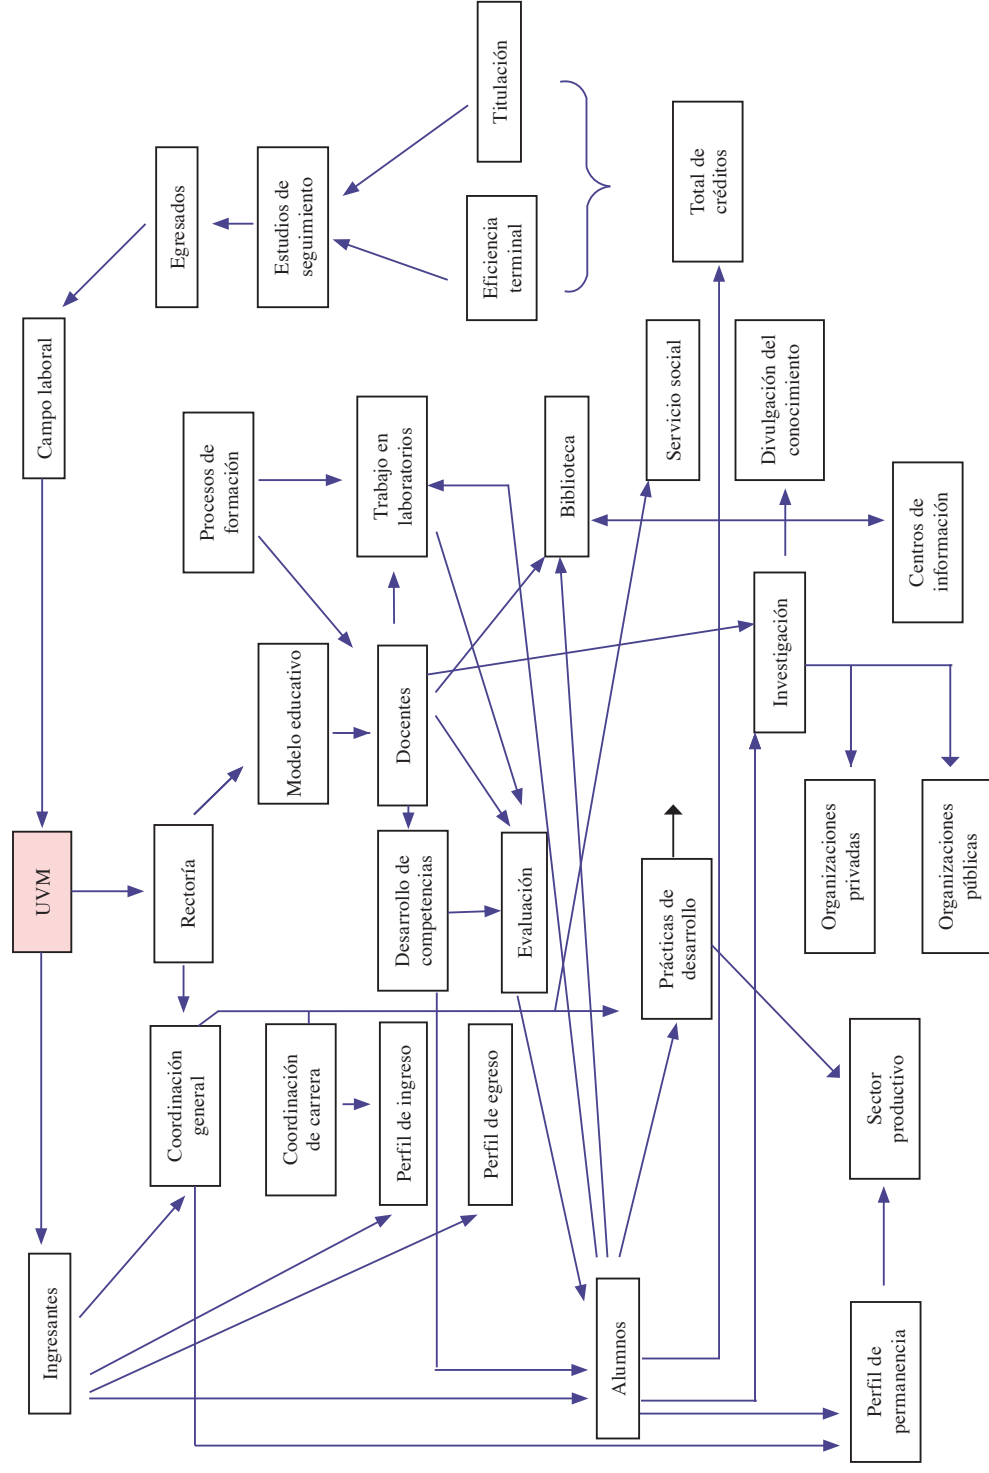 Ingresantes
UVM
Campo laboral
Coordinación
general
Rectoría
Egresados
Procesos de
formación
Coordinación
de carrera
Modelo educativo
Estudios de
seguimiento
Perfil de ingreso
Desarrollo de
competencias
Docentes
Trabajo en
laboratorios
Perfil de egreso
Evaluación
Eficiencia
terminal
Titulación
Biblioteca
Alumnos
Prácticas de
desarrollo
Servicio social
Total de
créditos
Investigación
Divulgación del
conocimiento
Perfil de
permanencia
Sector
productivo
Organizaciones
privadas
Centros de
información
Organizaciones
públicas